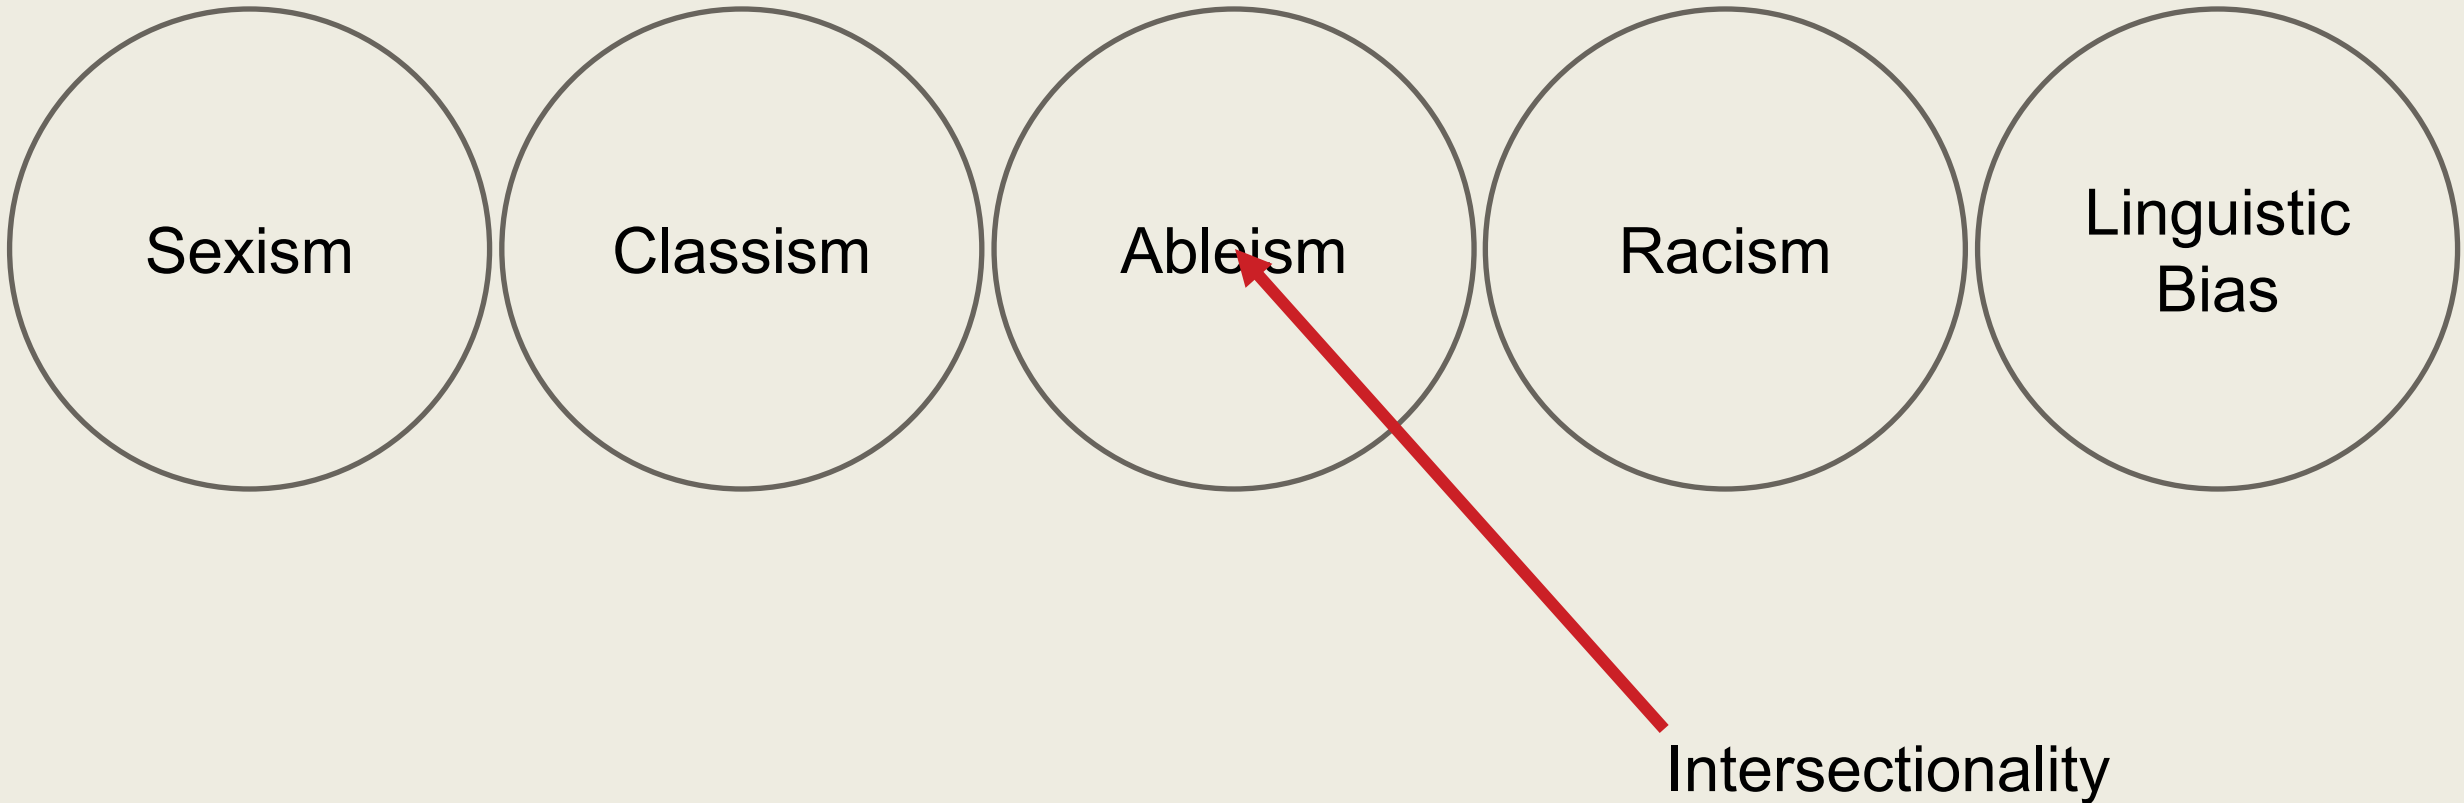 Sexism
Classism
Ableism
Racism
Linguistic
Bias
Intersectionality